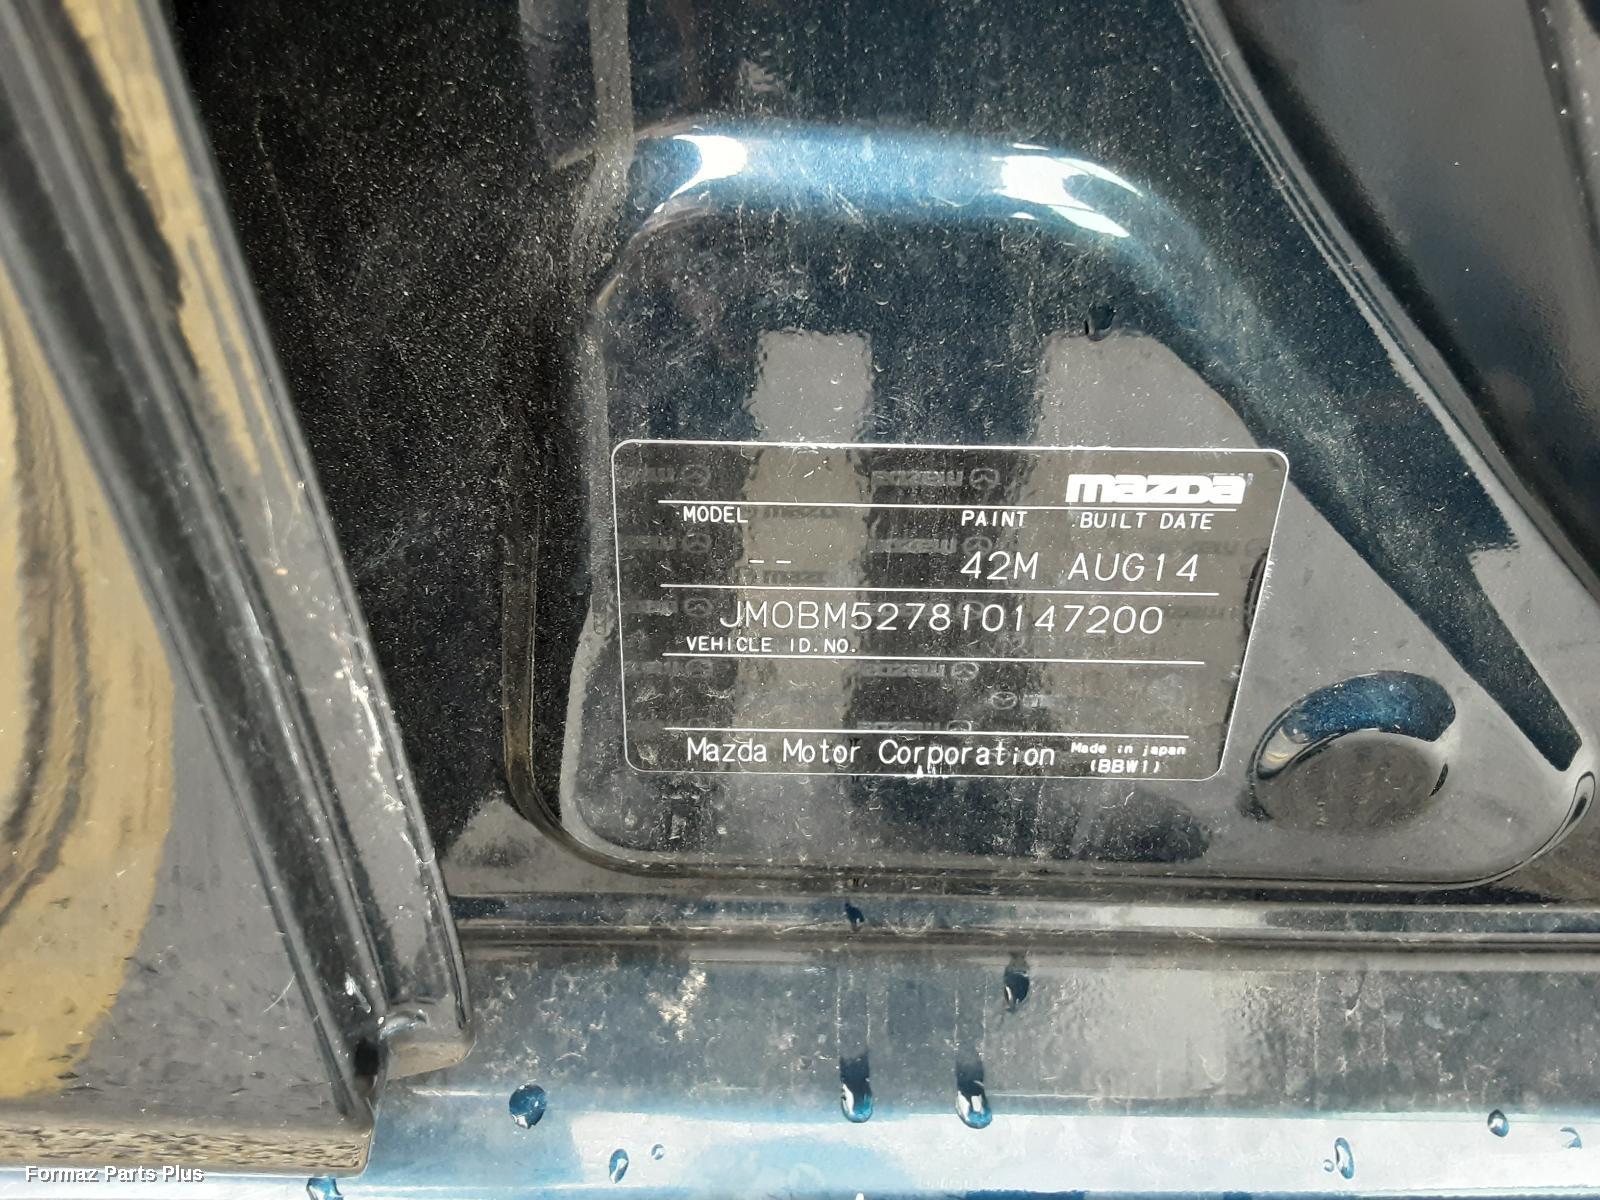 mazda
MODEL PAINT BUILT DATE
-- 42M AUG14
JM0BM527810147200
VEHICLE ID.NO.
Mazda Motor Corporation Made in japan
(BBW1)
Formaz Parts Plus